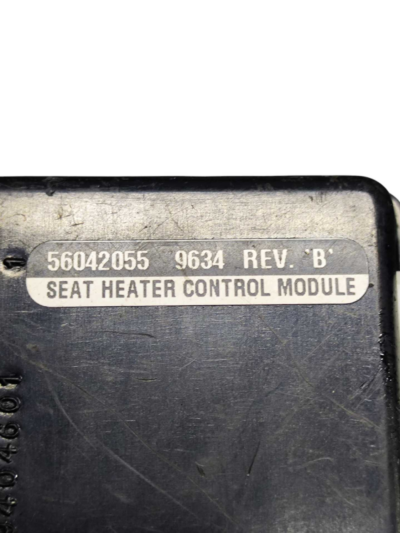 56042055 9634 REV. 'B'
SEAT HEATER CONTROL MODULE